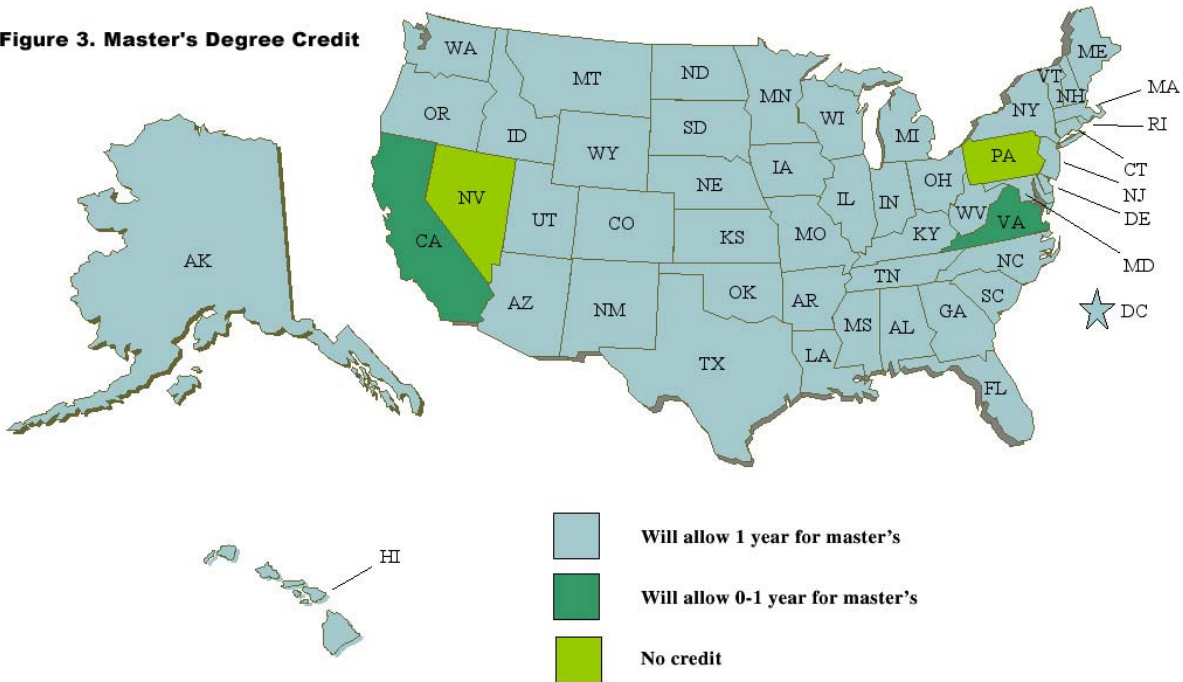 Figure 3. Master's Degree Credit
WA
MT
ND
MN
ME
VT
NH
MA
NY
RI
OR
ID
SD
WI
MI
WY
PA
CT
NJ
DE
NV
NE
IA
IL
IN
OH
WV
VA
MD
CA
UT
CO
KS
MO
KY
AK
AZ
NM
OK
AR
TN
NC
SC
DC
MS
AL
GA
TX
LA
FL
HI
Will allow 1 year for master's
Will allow 0-1 year for master's
No credit